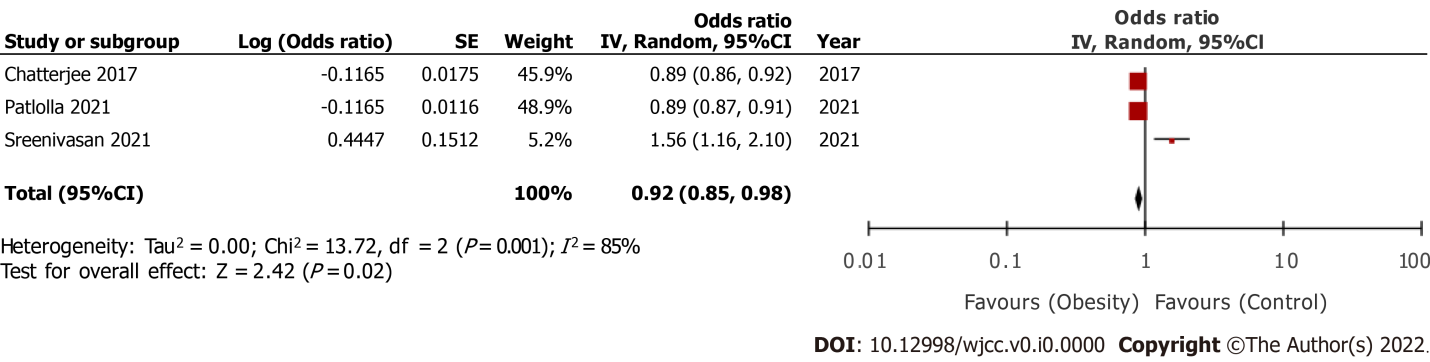 Odds ratio Odds ratio
Study or subgroup Log (Odds ratio) SE Weight IV, Random, 95%CI Year IV, Random, 95%CI
Chatterjee 2017 -0.1165 0.0175 45.9% 0.89 (0.86, 0.92) 2017
Patlolla 2021 -0.1165 0.0116 48.9% 0.89 (0.87, 0.91) 2021
Sreenivasan 2021 0.4447 0.1512 5.2% 1.56 (1.16, 2.10) 2021
Total (95%CI) 100% 0.92 (0.85, 0.98)
Heterogeneity: Tau² = 0.00; Chi² = 13.72, df = 2 (P = 0.001); I² = 85%
Test for overall effect: Z = 2.42 (P = 0.02)
0.01 0.1 1 10 100
Favours (Obesity) Favours (Control)
DOI: 10.12998/wjcc.v0.i0.0000 Copyright ©The Author(s) 2022.